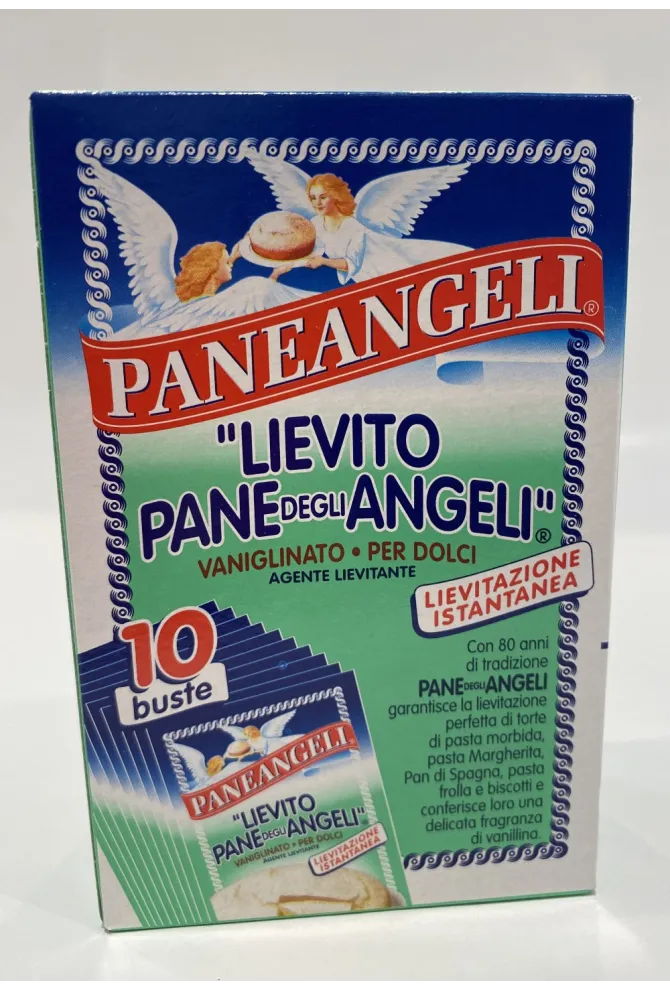 PANEANGELI®
"LIEVITO
PANE DEGLI ANGELI"®
VANIGLINATO • PER DOLCI
AGENTE LIEVITANTE
LIEVITAZIONE
ISTANTANEA
10
buste
Con 80 anni
di tradizione
PANE DEGLI ANGELI
garantisce la lievitazione
perfetta di torte
di pasta morbida,
pasta Margherita,
Pan di Spagna, pasta
frolla e biscotti e
conferisce loro una
delicata fragranza
di vanillina.
PANEANGELI
"LIEVITO
PANE DEGLI ANGELI"
VANIGLINATO • PER DOLCI
AGENTE LIEVITANTE
LIEVITAZIONE
ISTANTANEA